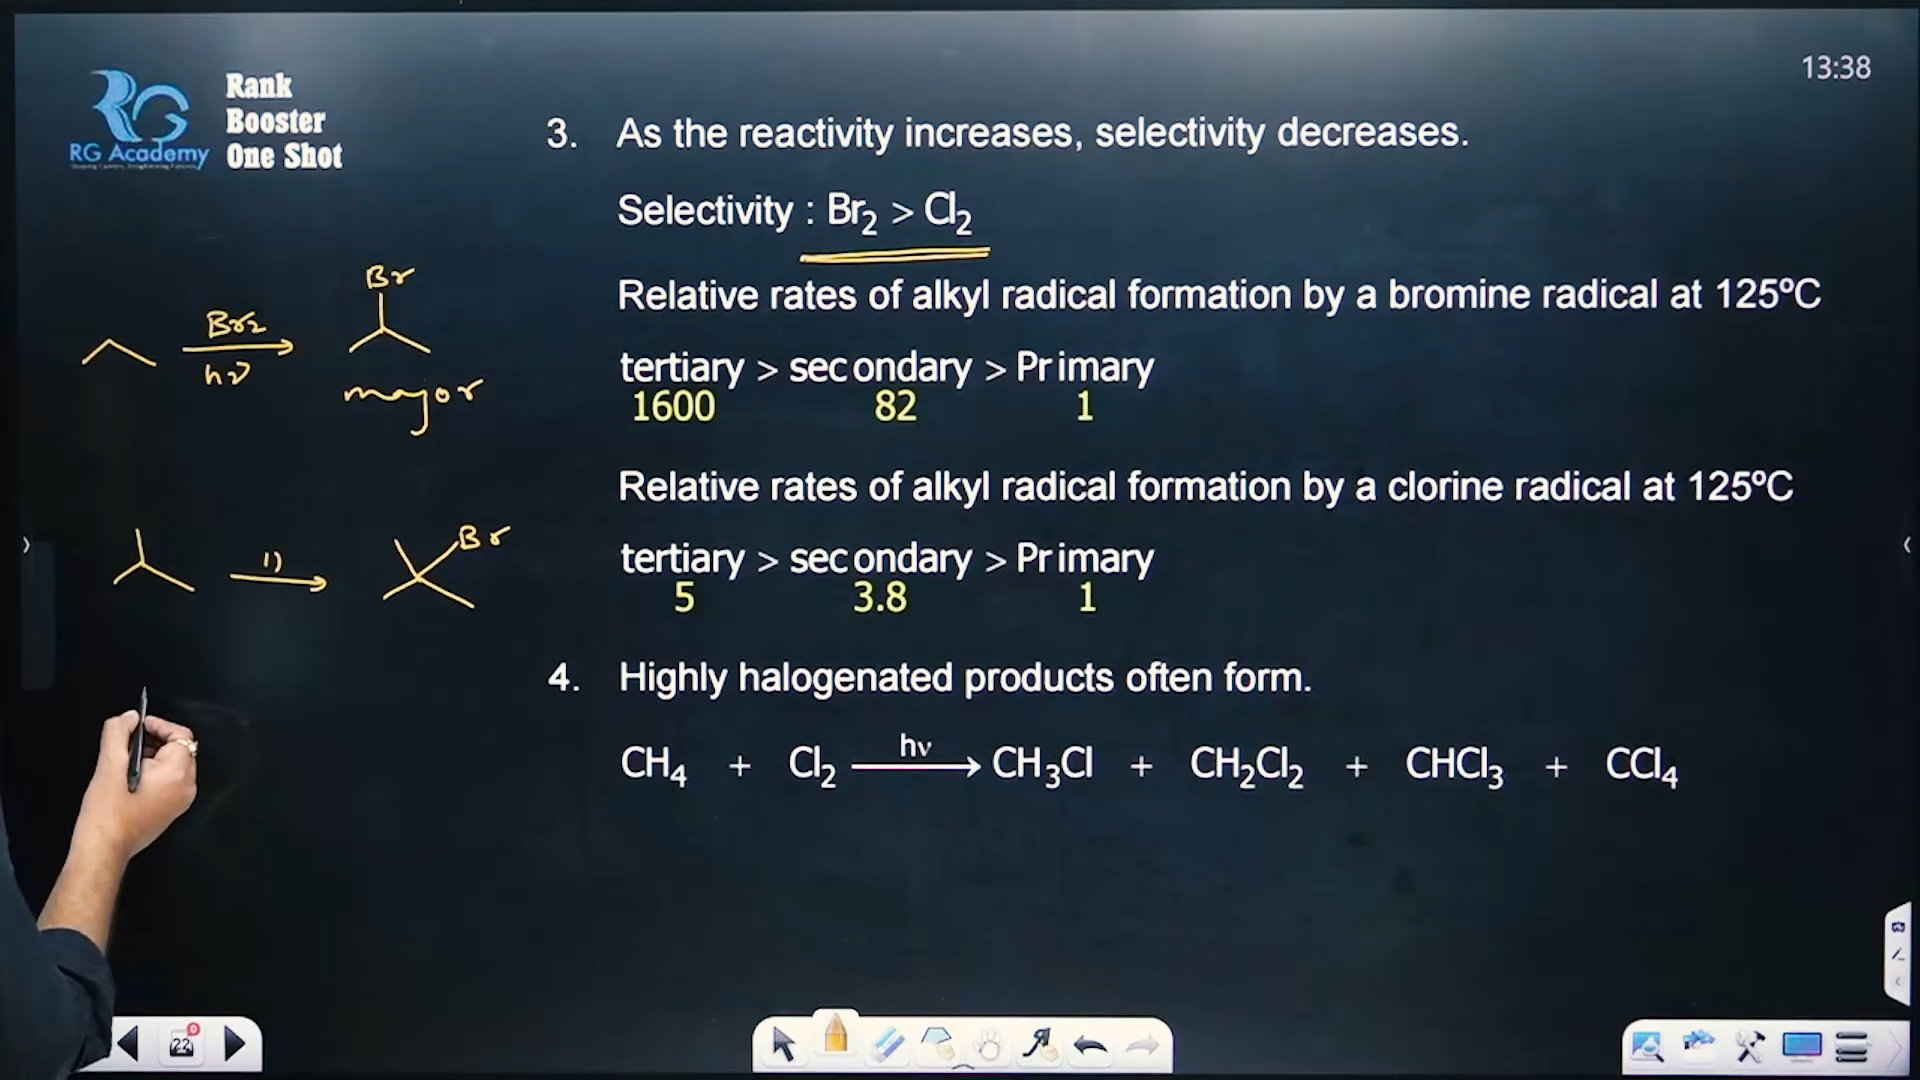 RG Academy
Rank
Booster
One Shot
13:38
3. As the reactivity increases, selectivity decreases.
Selectivity : Br₂ > Cl₂
Relative rates of alkyl radical formation by a bromine radical at 125ºC
tertiary > secondary > Primary
1600 82 1
Relative rates of alkyl radical formation by a clorine radical at 125ºC
tertiary > secondary > Primary
5 3.8 1
4. Highly halogenated products often form.
hν
CH₄ + Cl₂ ⟶ CH₃Cl + CH₂Cl₂ + CHCl₃ + CCl₄
Br
Br₂
hν
major
Br
11)
22